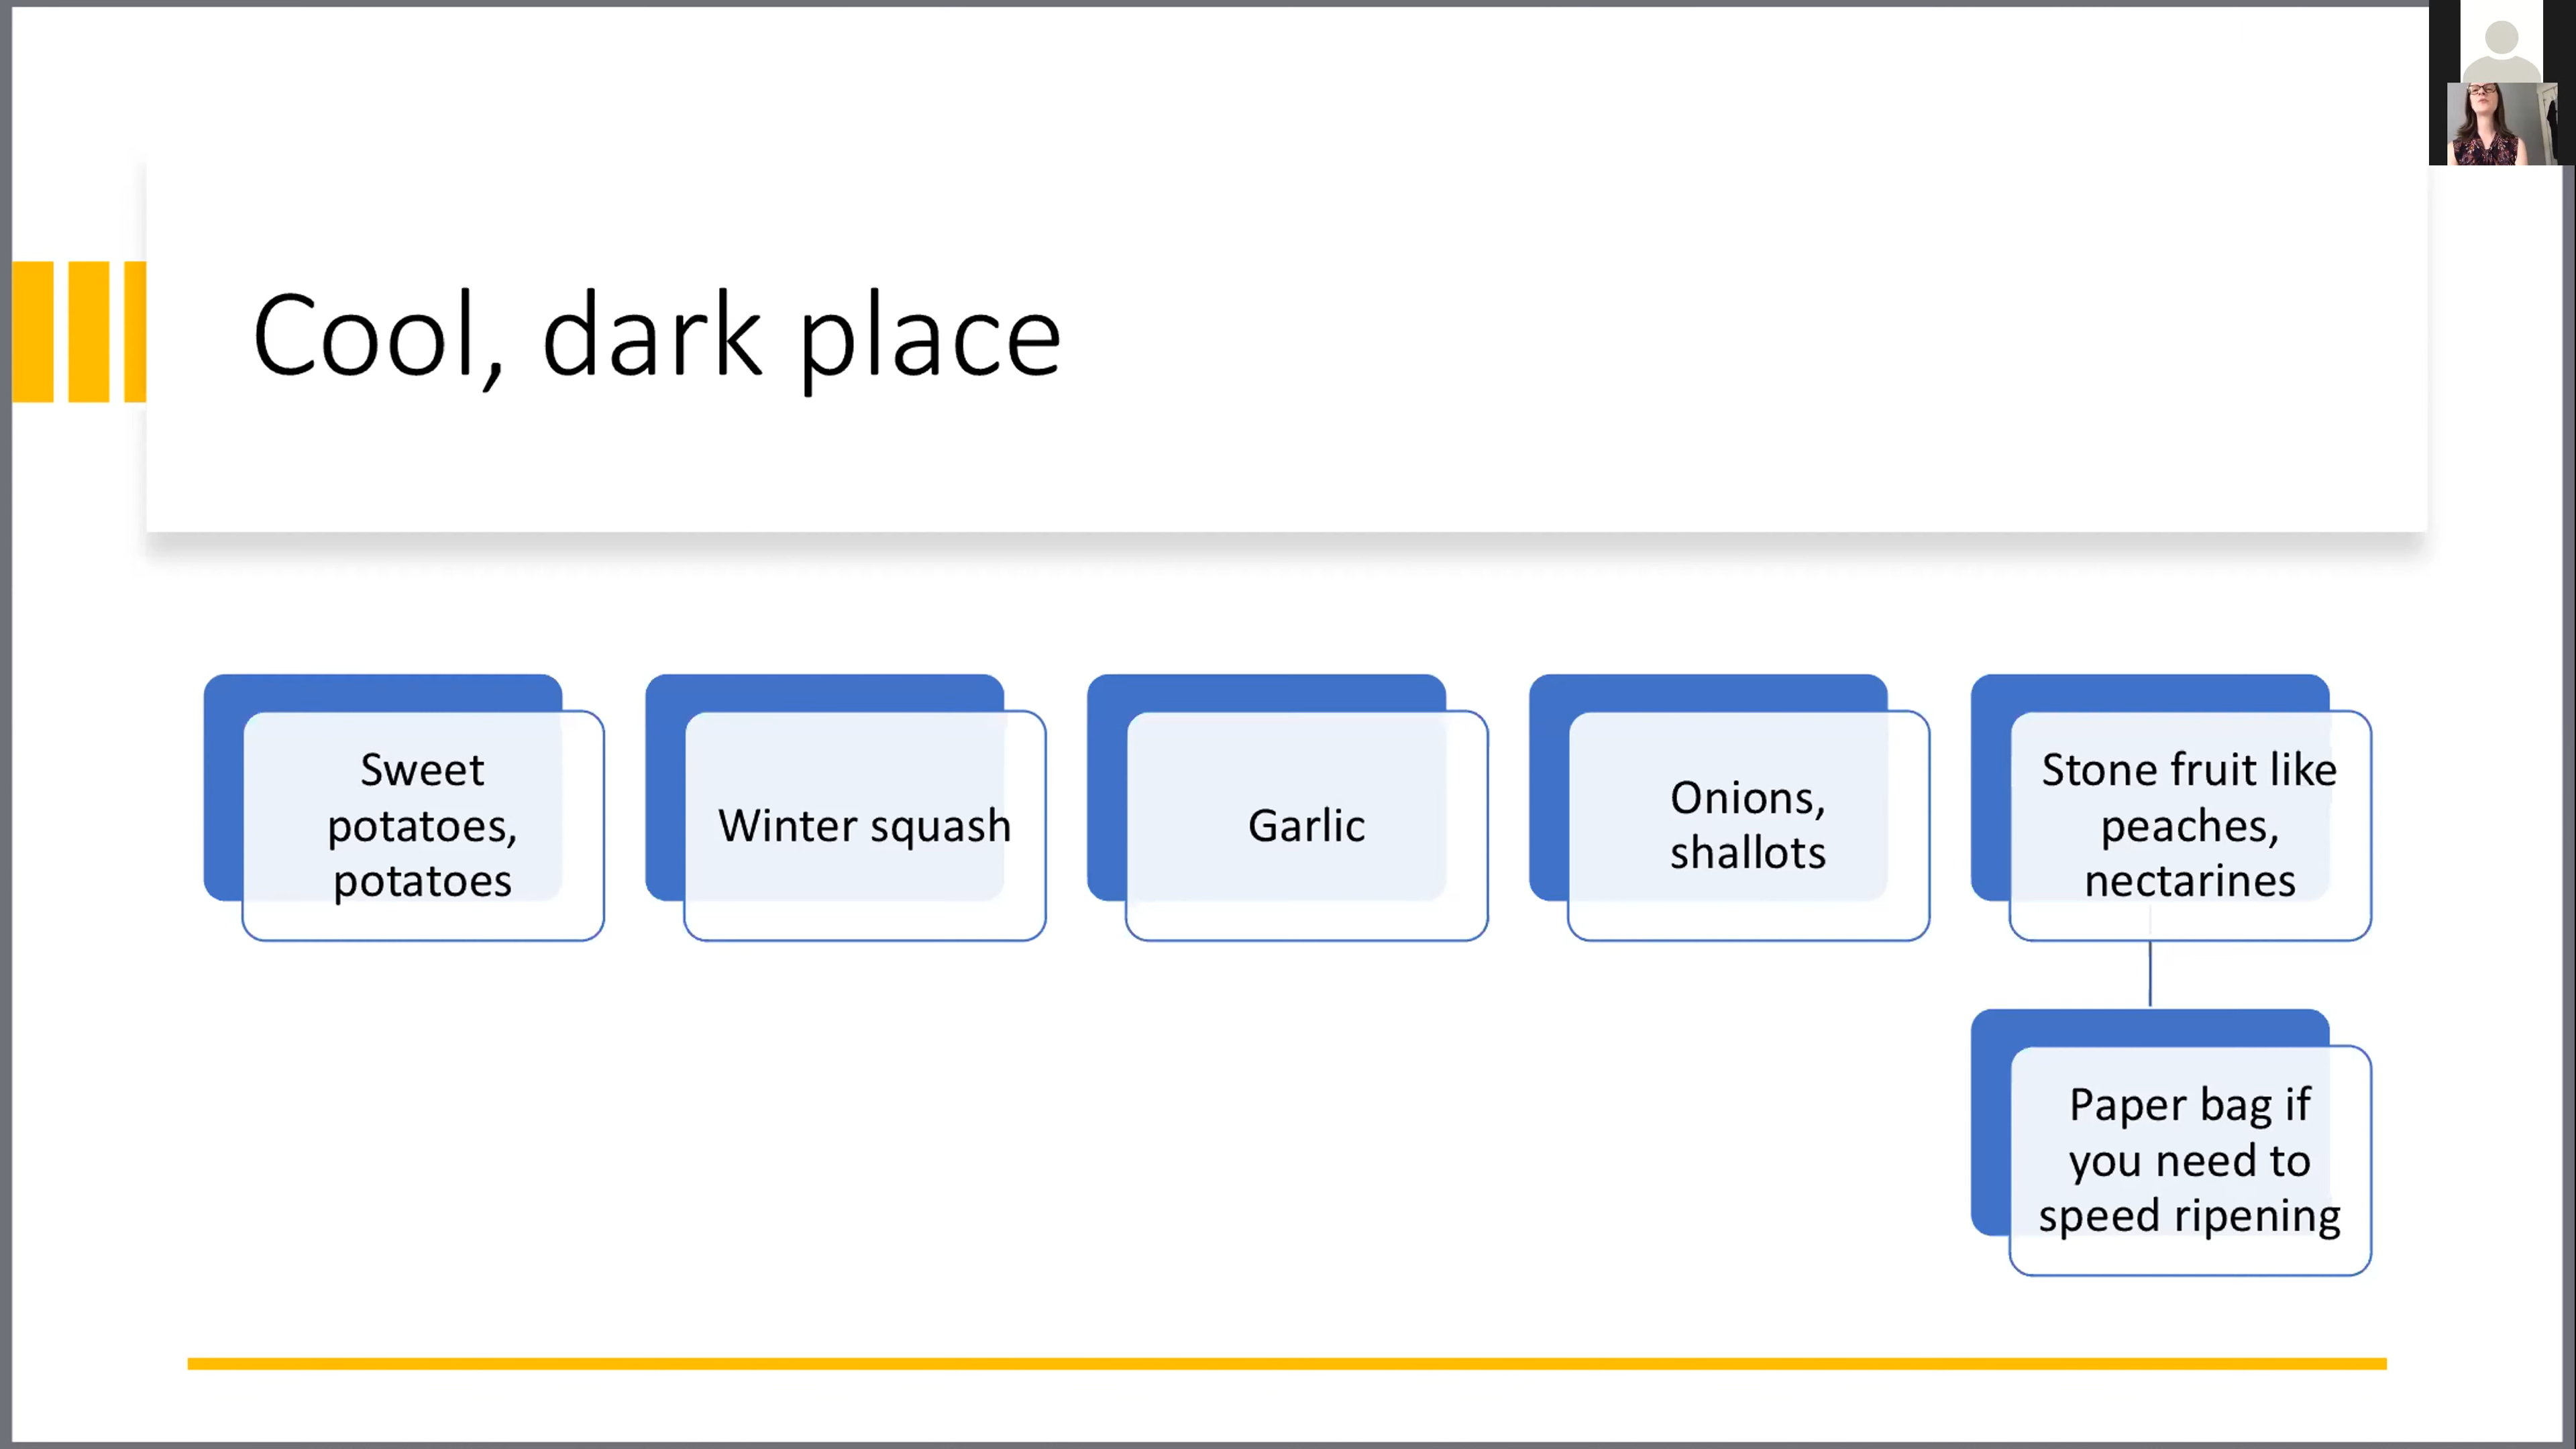 Cool, dark place
Sweet
potatoes,
potatoes
Winter squash
Garlic
Onions,
shallots
Stone fruit like
peaches,
nectarines
Paper bag if
you need to
speed ripening